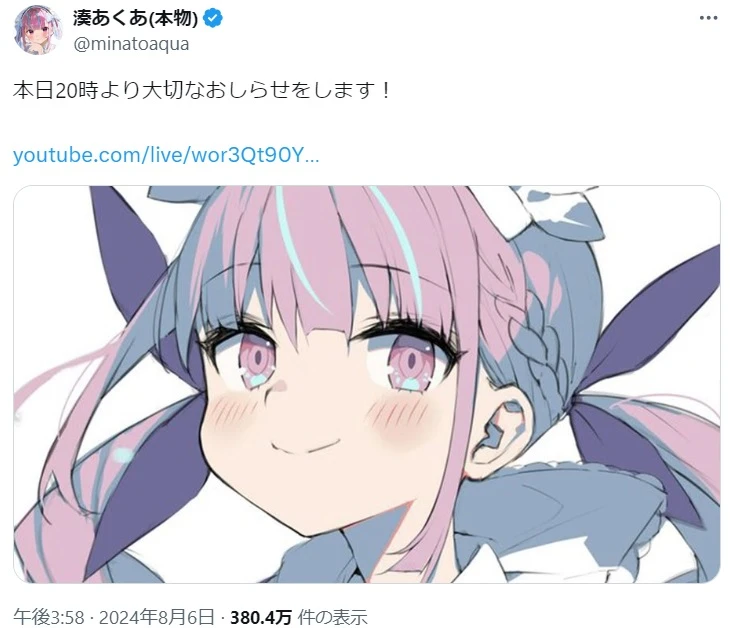 湊あくあ(本物)
@minatoaqua
本日20時より大切なおしらせをします！
youtube.com/live/wor3Qt90Y...
午後3:58 · 2024年8月6日 · 380.4万 件の表示